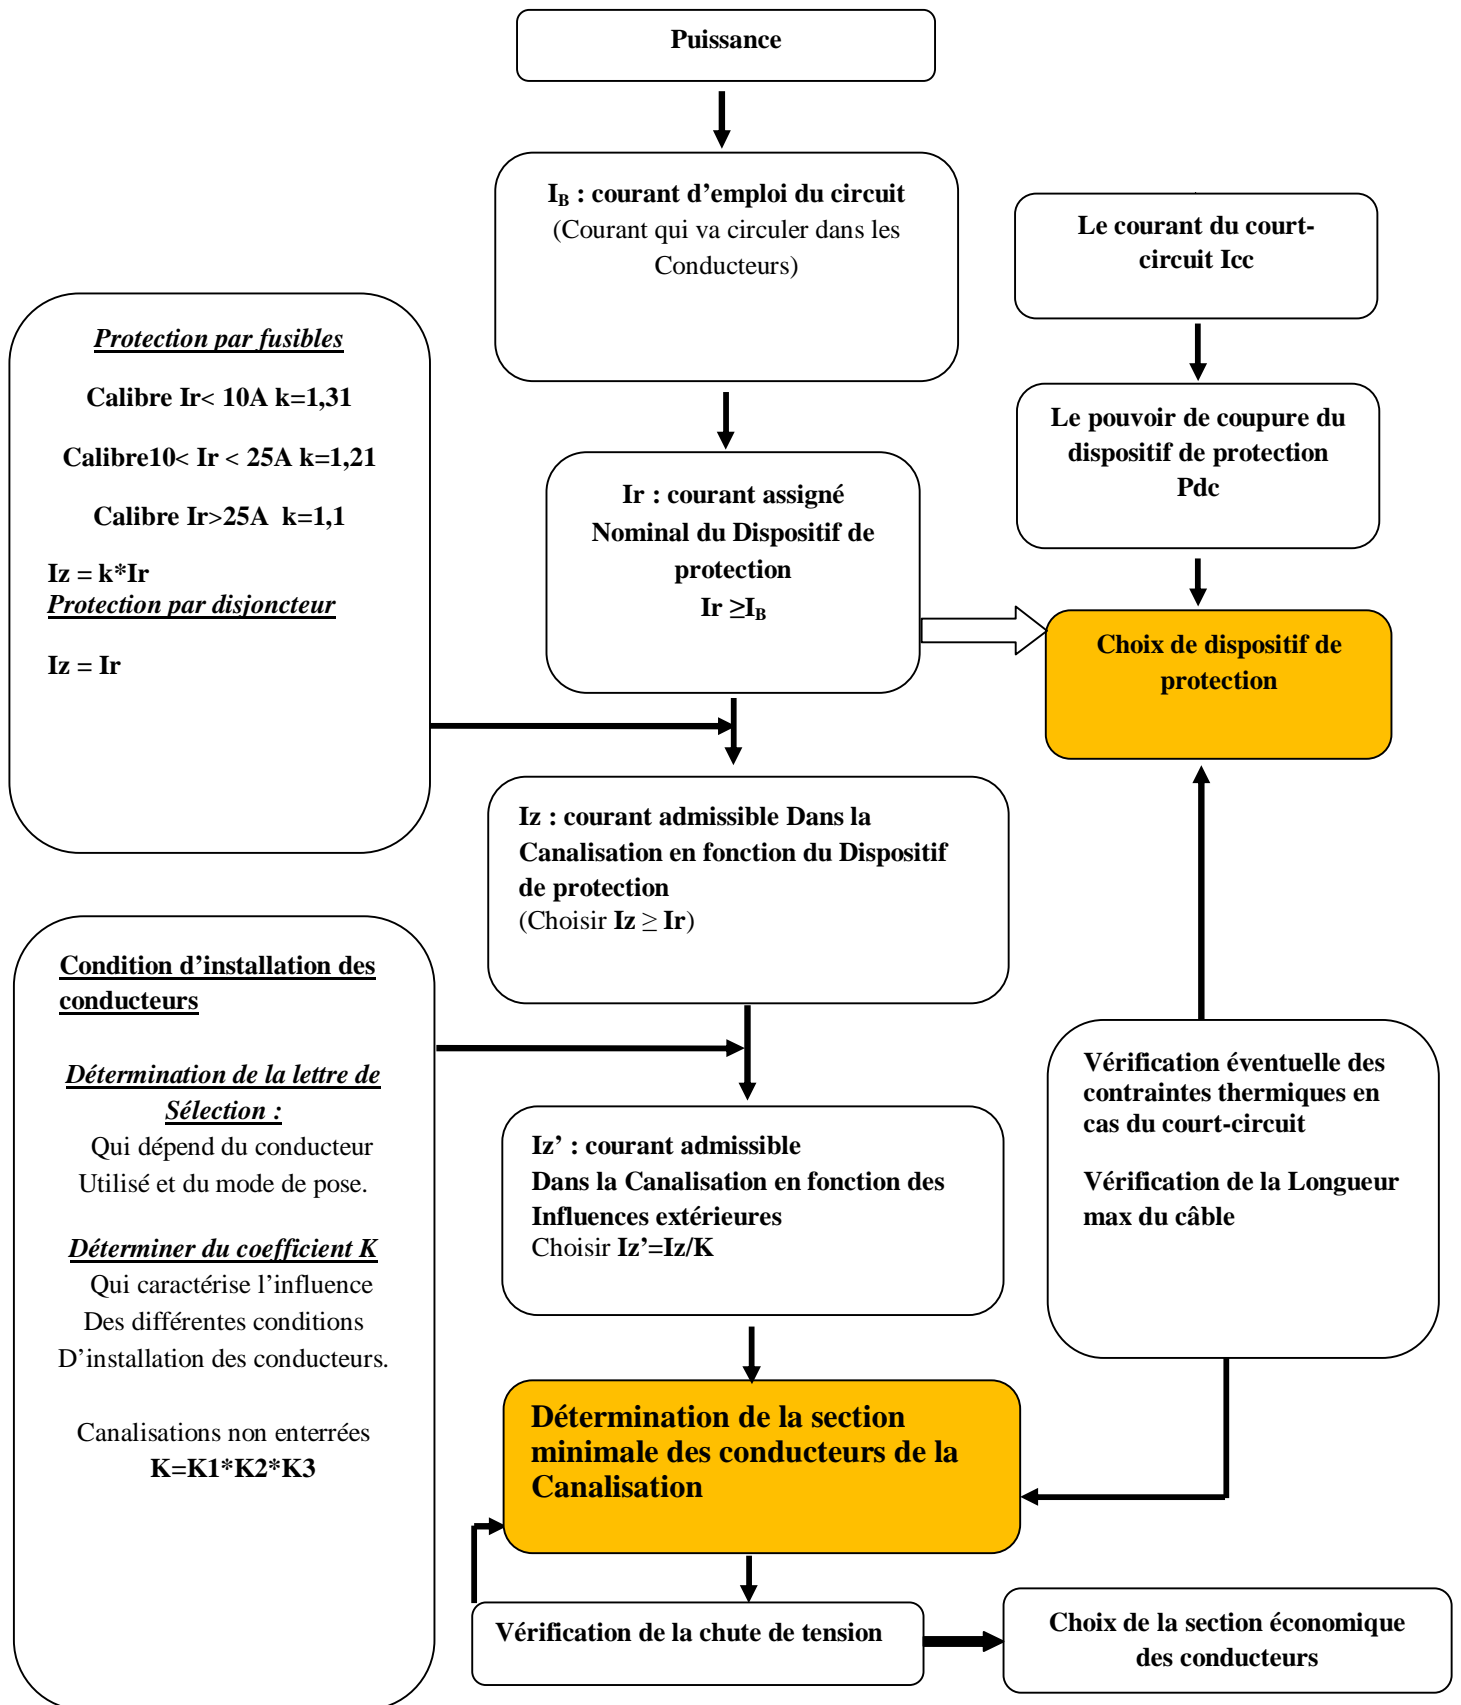 Puissance
I_B : courant d'emploi du circuit
(Courant qui va circuler dans les
Conducteurs)
Le courant du court-
circuit Icc
Protection par fusibles
Calibre Ir< 10A k=1,31
Calibre10< Ir < 25A k=1,21
Calibre Ir>25A k=1,1
Iz = k*Ir
Protection par disjoncteur
Iz = Ir
Le pouvoir de coupure du
dispositif de protection
Pdc
Ir : courant assigné
Nominal du Dispositif de
protection
Ir ≥I_B
Choix de dispositif de
protection
Iz : courant admissible Dans la
Canalisation en fonction du Dispositif
de protection
(Choisir Iz ≥ Ir)
Condition d'installation des
conducteurs
Détermination de la lettre de
Sélection :
Qui dépend du conducteur
Utilisé et du mode de pose.
Déterminer du coefficient K
Qui caractérise l'influence
Des différentes conditions
D'installation des conducteurs.
Canalisations non enterrées
K=K1*K2*K3
Iz' : courant admissible
Dans la Canalisation en fonction des
Influences extérieures
Choisir Iz'=Iz/K
Vérification éventuelle des
contraintes thermiques en
cas du court-circuit
Vérification de la Longueur
max du câble
Détermination de la section
minimale des conducteurs de la
Canalisation
Vérification de la chute de tension
Choix de la section économique
des conducteurs